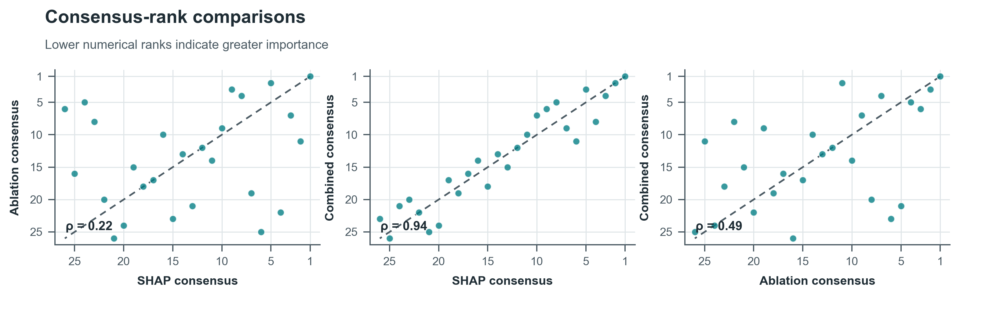 Consensus-rank comparisons
Lower numerical ranks indicate greater importance
Ablation consensus
1
5
10
15
20
25
ρ = 0.22
25 20 15 10 5 1
SHAP consensus
Combined consensus
1
5
10
15
20
25
ρ = 0.94
25 20 15 10 5 1
SHAP consensus
Combined consensus
1
5
10
15
20
25
ρ = 0.49
25 20 15 10 5 1
Ablation consensus